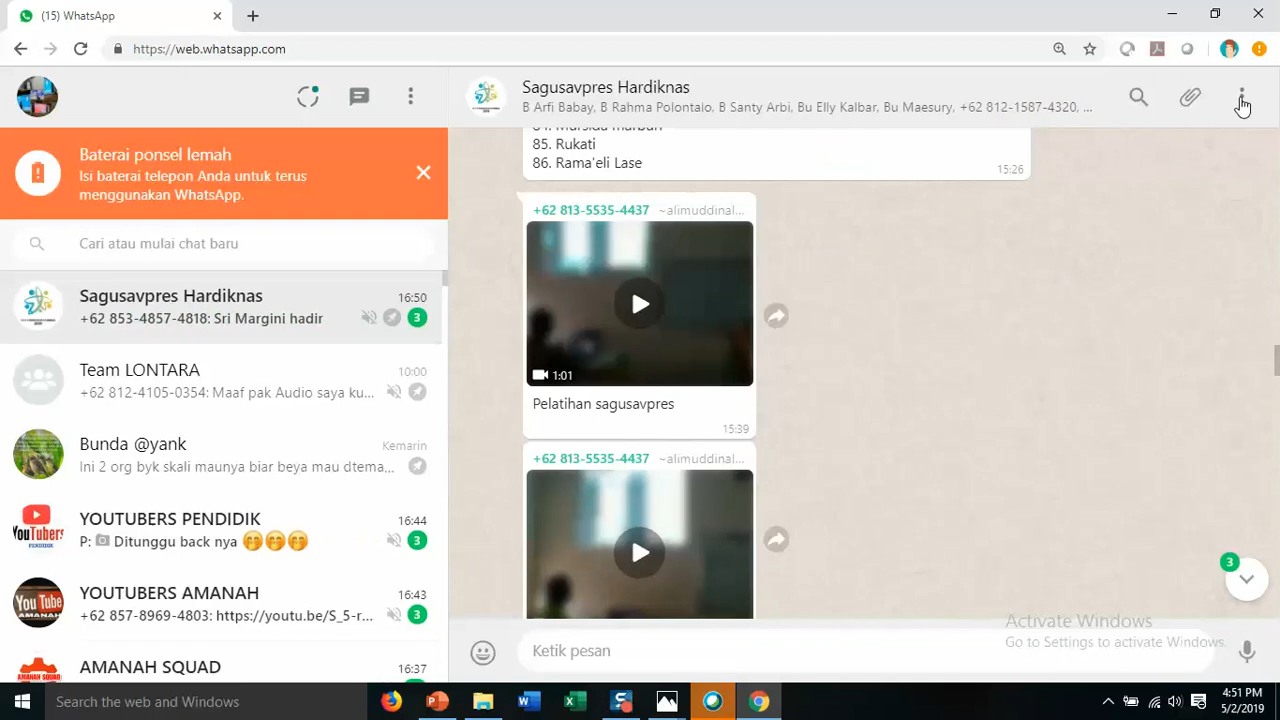 (15) WhatsApp
https://web.whatsapp.com
Baterai ponsel lemah
Isi baterai telepon Anda untuk terus
menggunakan WhatsApp.
Cari atau mulai chat baru
Sagusavpres Hardiknas 16:50
+62 853-4857-4818: Sri Margini hadir 3
Team LONTARA 10:00
+62 812-4105-0354: Maaf pak Audio saya ku...
Bunda @yank Kemarin
Ini 2 org byk skali maunya biar beya mau dtema...
YOUTUBERS PENDIDIK 16:44
P: Ditunggu back nya 🤭🤭🤭 3
YOUTUBERS AMANAH 16:43
+62 857-8969-4803: https://youtu.be/S_5-r... 3
AMANAH SQUAD 16:37
Sagusavpres Hardiknas
B Arfi Babay, B Rahma Polontalo, B Santy Arbi, Bu Elly Kalbar, Bu Maesury, +62 812-1587-4320, ...
85. Rukati
86. Rama'eli Lase
15:26
+62 813-5535-4437 ~alimuddinal...
1:01
Pelatihan sagusavpres
15:39
+62 813-5535-4437 ~alimuddinal...
3
Activate Windows
Go to Settings to activate Windows.
Ketik pesan
Search the web and Windows
4:51 PM
5/2/2019